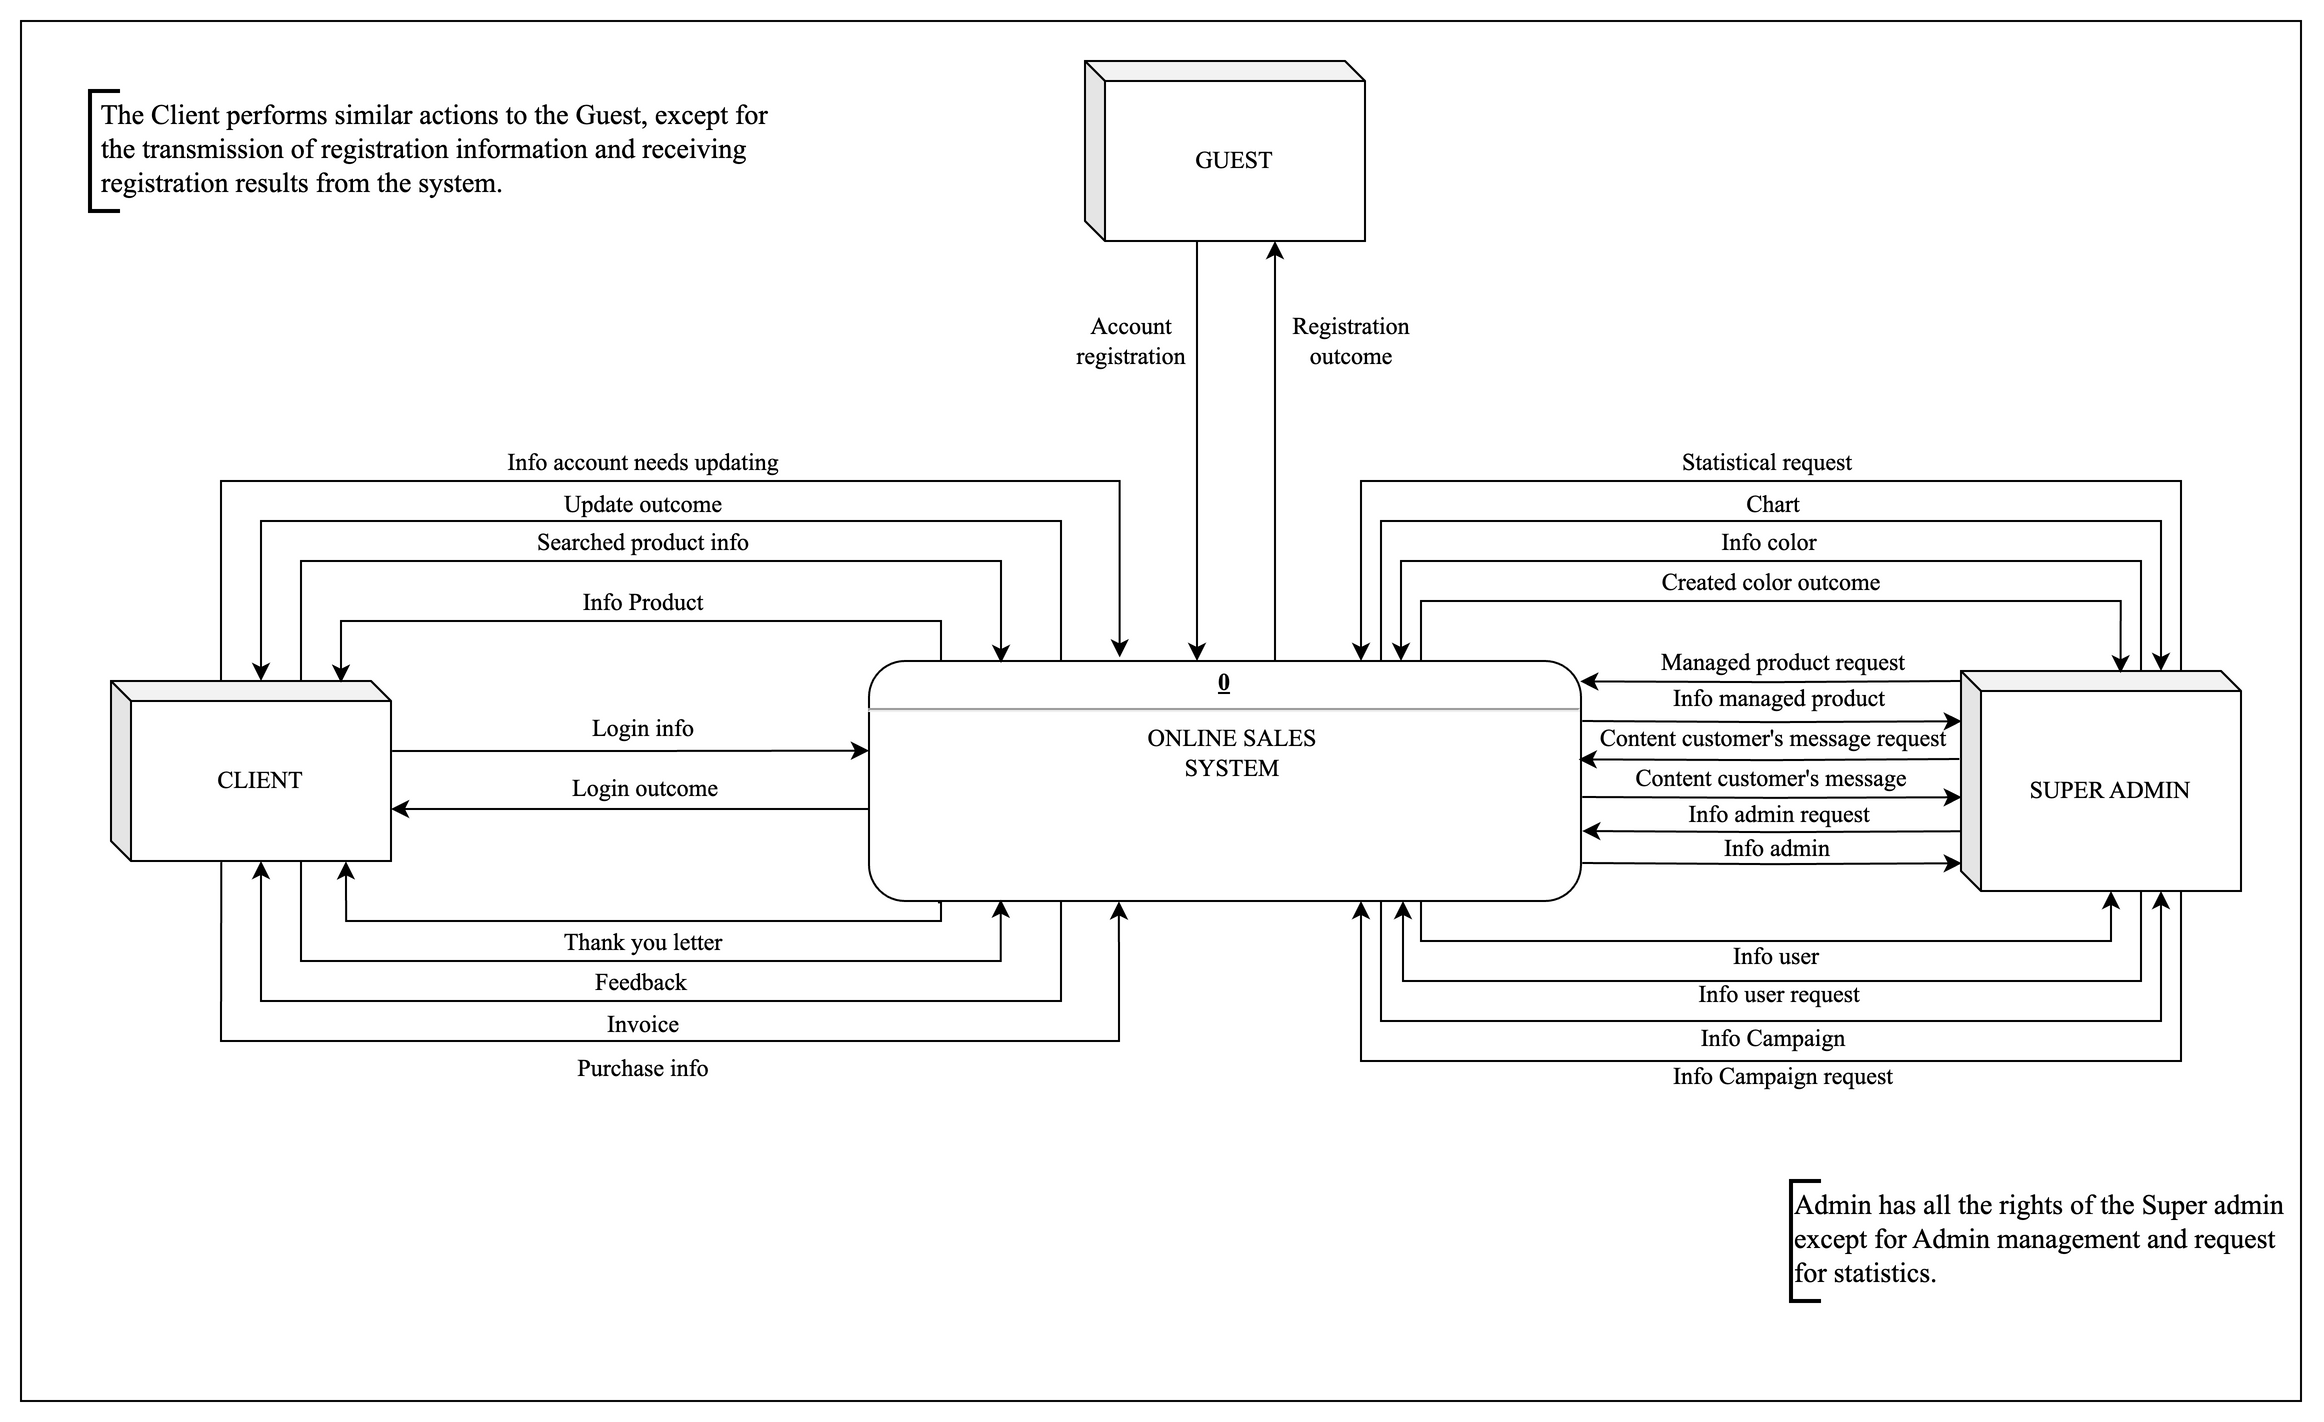 The Client performs similar actions to the Guest, except for
the transmission of registration information and receiving
registration results from the system.
GUEST
Account
registration
Registration
outcome
Info account needs updating
Update outcome
Searched product info
Info Product
Statistical request
Chart
Info color
Created color outcome
CLIENT
Login info
Login outcome
0
ONLINE SALES
SYSTEM
Managed product request
Info managed product
Content customer's message request
Content customer's message
Info admin request
Info admin
SUPER ADMIN
Thank you letter
Feedback
Invoice
Purchase info
Info user
Info user request
Info Campaign
Info Campaign request
Admin has all the rights of the Super admin
except for Admin management and request
for statistics.